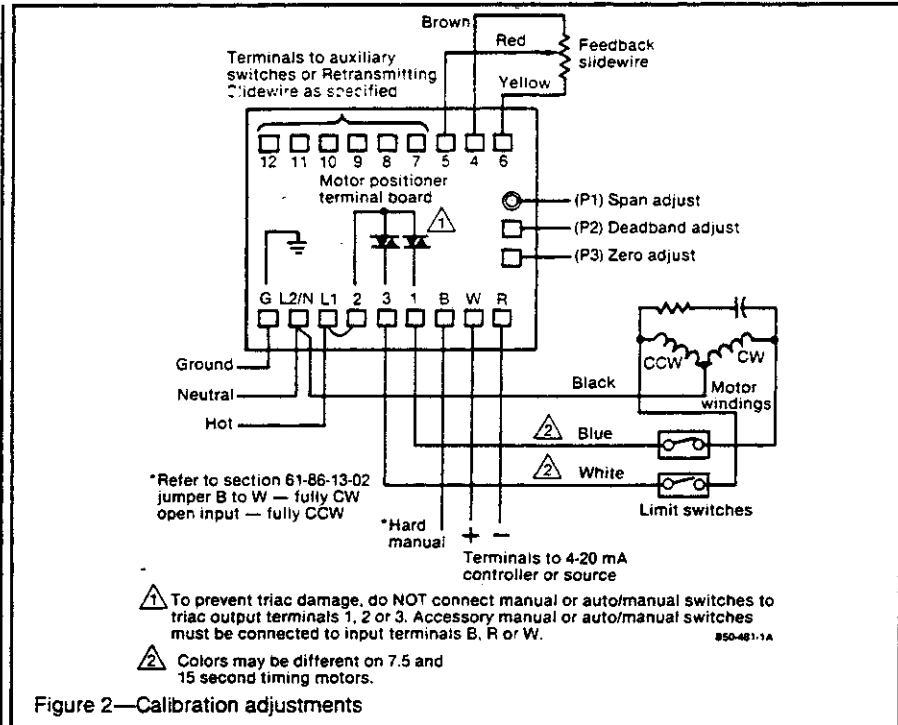 Brown
Red
Feedback
slidewire
Terminals to auxiliary
switches or Retransmitting
Slidewire as specified
Yellow
12 11 10 9 8 7 5 4 6
Motor positioner
terminal board
1
(P1) Span adjust
(P2) Deadband adjust
(P3) Zero adjust
G L2/N L1 2 3 1 B W R
CCW CW
Ground
Black
Motor
windings
Neutral
Hot
2 Blue
2 White
*Refer to section 61-86-13-02
jumper B to W — fully CW
open input — fully CCW
Limit switches
*Hard
manual
+ −
Terminals to 4-20 mA
controller or source
1 To prevent triac damage, do NOT connect manual or auto/manual switches to
triac output terminals 1, 2 or 3. Accessory manual or auto/manual switches
must be connected to input terminals B, R or W.
850-481-1A
2 Colors may be different on 7.5 and
15 second timing motors.
Figure 2—Calibration adjustments